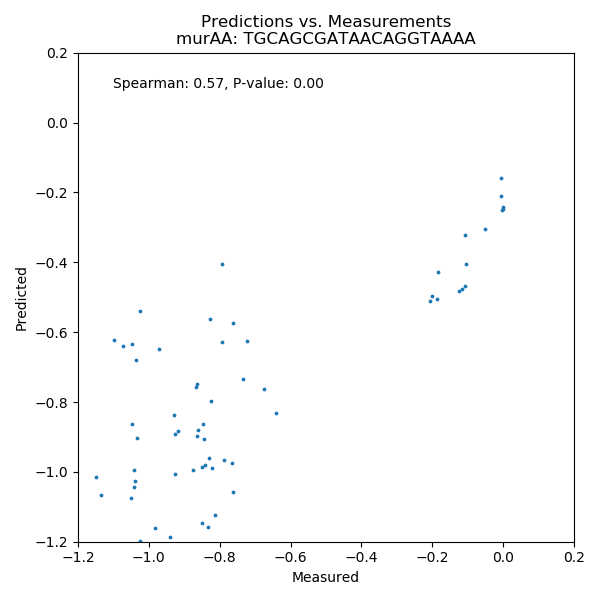 Predictions vs. Measurements
murAA: TGCAGCGATAACAGGTAAAA
Spearman: 0.57, P-value: 0.00
0.2
0.0
−0.2
−0.4
−0.6
−0.8
−1.0
−1.2
Predicted
−1.2 −1.0 −0.8 −0.6 −0.4 −0.2 0.0 0.2
Measured